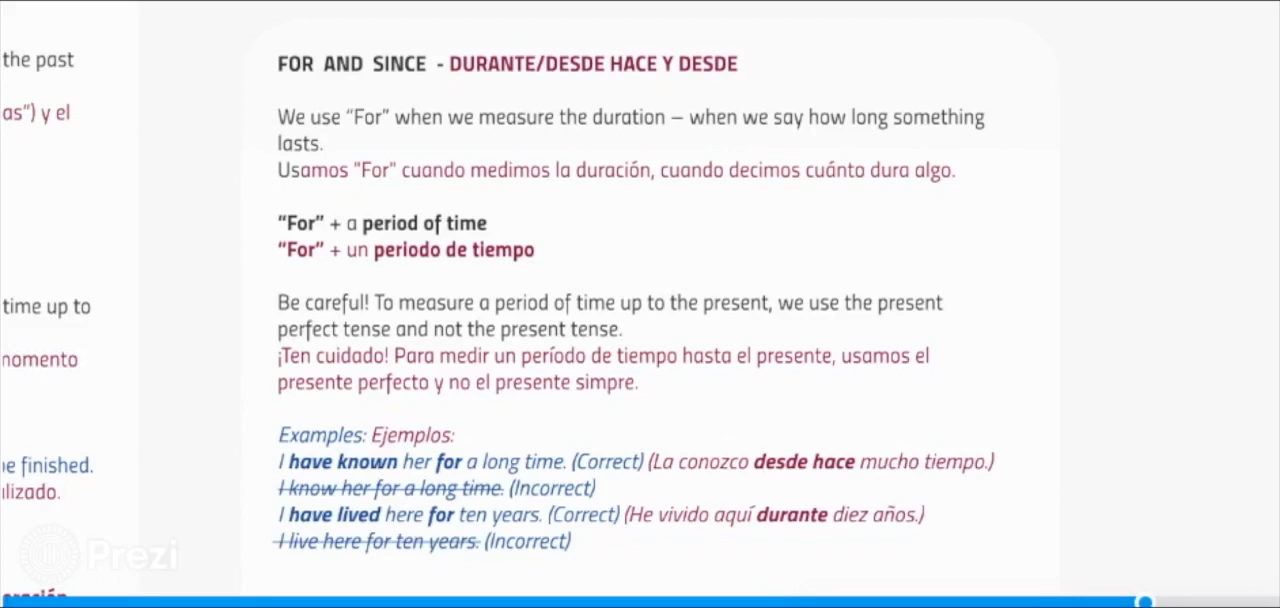 the past
as") y el
time up to
momento
be finished.
ilizado.
FOR AND SINCE - DURANTE/DESDE HACE Y DESDE
We use “For” when we measure the duration – when we say how long something
lasts.
Usamos "For" cuando medimos la duración, cuando decimos cuánto dura algo.
“For” + a period of time
“For” + un periodo de tiempo
Be careful! To measure a period of time up to the present, we use the present
perfect tense and not the present tense.
¡Ten cuidado! Para medir un período de tiempo hasta el presente, usamos el
presente perfecto y no el presente simpre.
Examples: Ejemplos:
I have known her for a long time. (Correct) (La conozco desde hace mucho tiempo.)
I know her for a long time. (Incorrect)
I have lived here for ten years. (Correct) (He vivido aquí durante diez años.)
I live here for ten years. (Incorrect)
Prezi